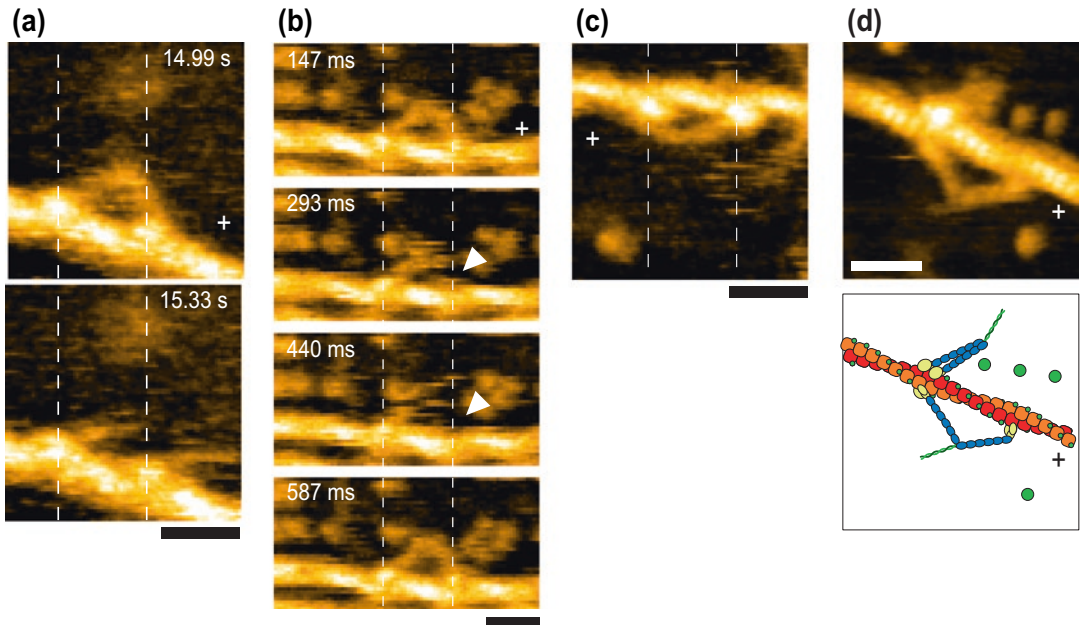 (a)
14.99 s
+
15.33 s
(b)
147 ms
+
293 ms
440 ms
587 ms
(c)
+
(d)
+
+